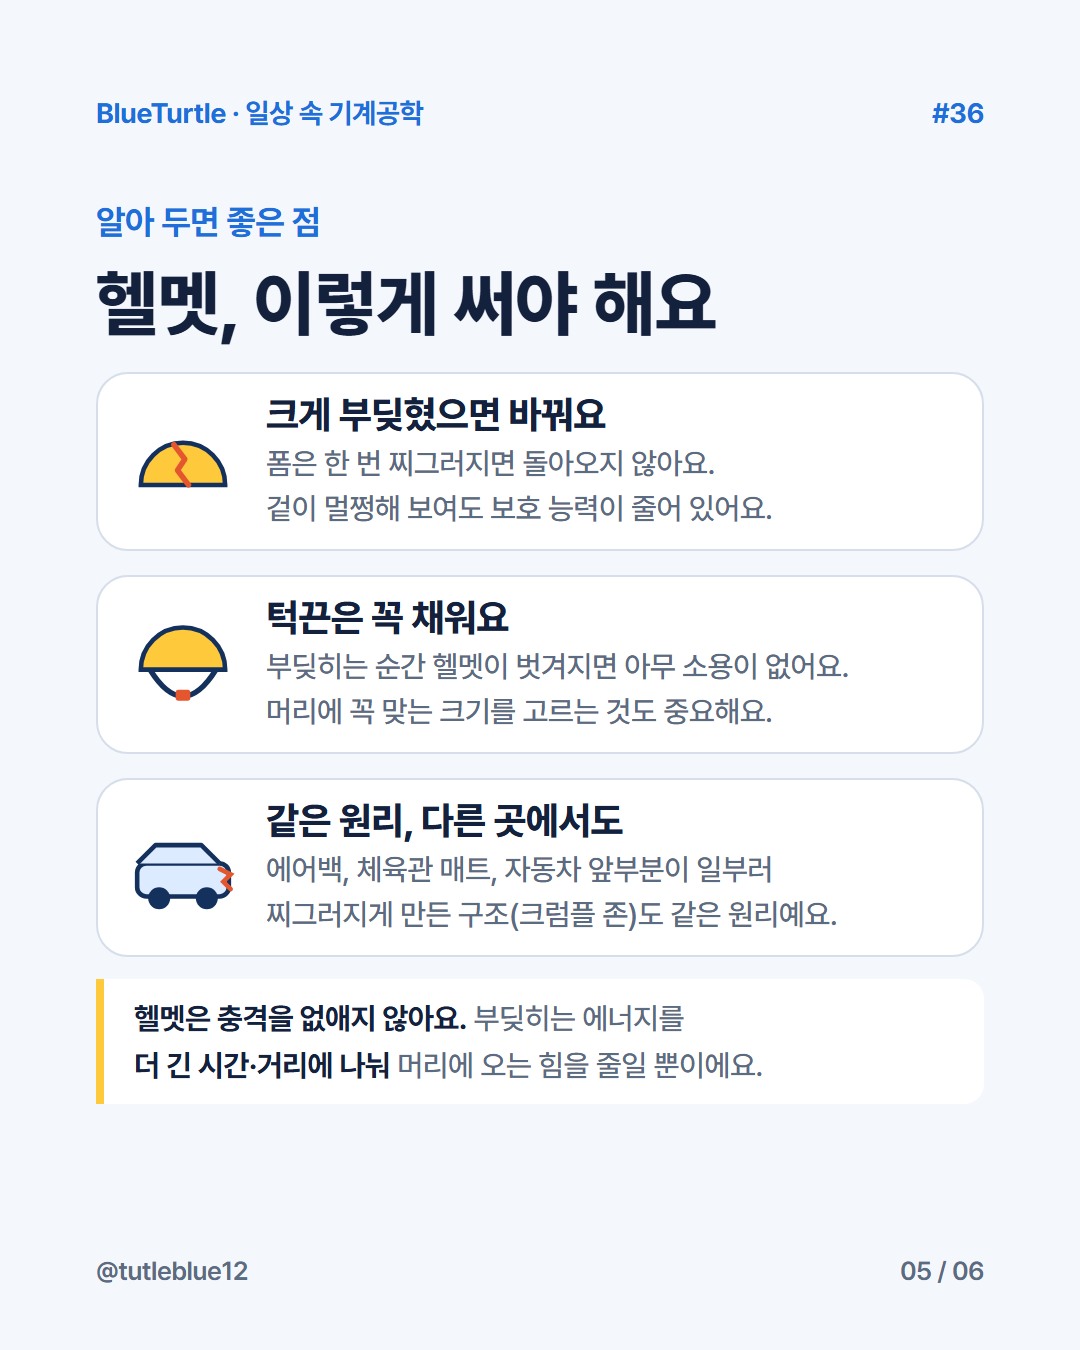 BlueTurtle · 일상 속 기계공학
#36
알아 두면 좋은 점
헬멧, 이렇게 써야 해요
크게 부딪혔으면 바꿔요
폼은 한 번 찌그러지면 돌아오지 않아요.
겉이 멀쩡해 보여도 보호 능력이 줄어 있어요.
턱끈은 꼭 채워요
부딪히는 순간 헬멧이 벗겨지면 아무 소용이 없어요.
머리에 꼭 맞는 크기를 고르는 것도 중요해요.
같은 원리, 다른 곳에서도
에어백, 체육관 매트, 자동차 앞부분이 일부러
찌그러지게 만든 구조(크럼플 존)도 같은 원리예요.
헬멧은 충격을 없애지 않아요. 부딪히는 에너지를
더 긴 시간·거리에 나눠 머리에 오는 힘을 줄일 뿐이에요.
@tutleblue12
05 / 06